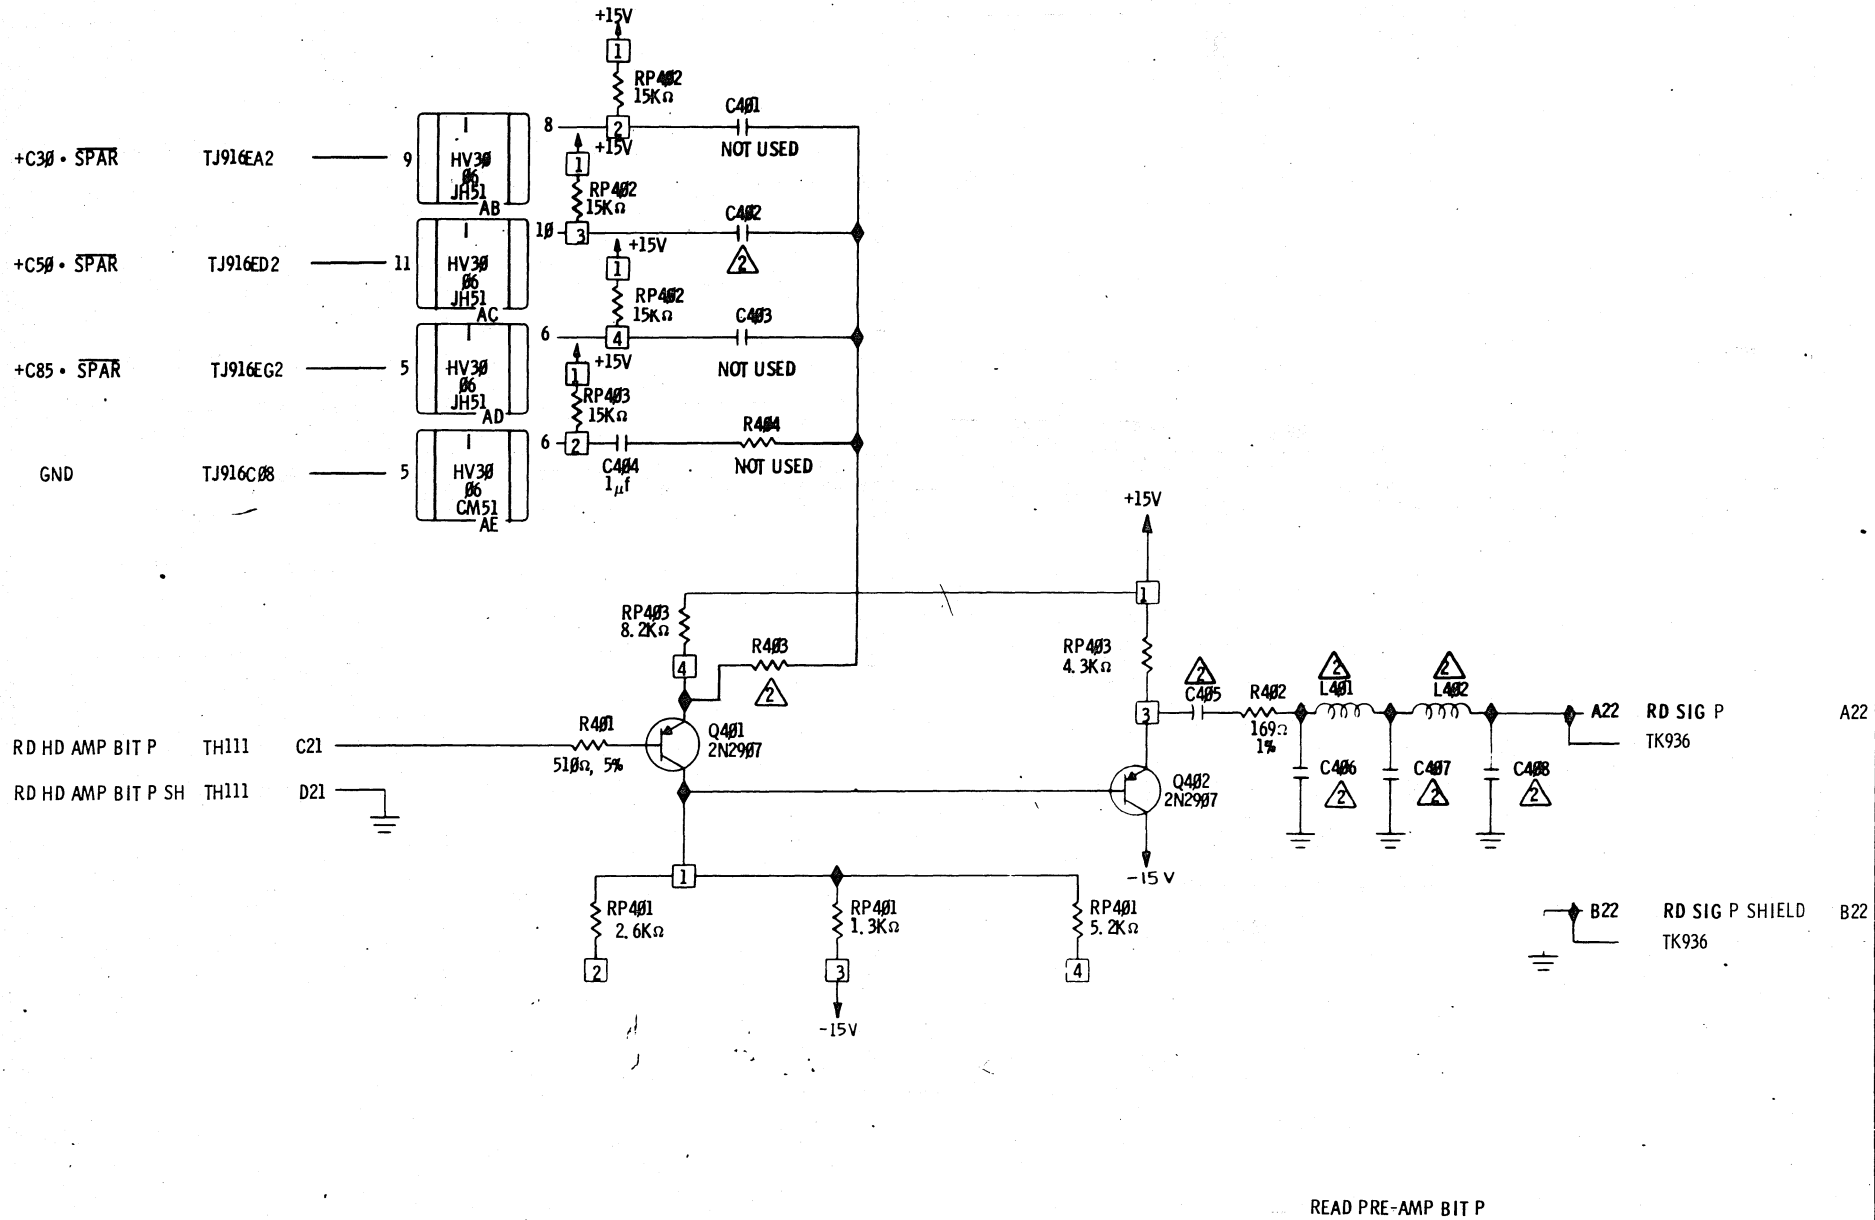 +15V
1
RP402
15KΩ
C401
8
2
NOT USED
+C30 • SPAR
TJ916EA2
9
I
HV30
06
JH51
AB
+15V
1
RP402
15KΩ
C402
10
3
2
+C50 • SPAR
TJ916ED2
11
I
HV30
06
JH51
AC
+15V
1
RP402
15KΩ
C403
6
4
NOT USED
+C85 • SPAR
TJ916EG2
5
I
HV30
06
JH51
AD
+15V
1
RP403
15KΩ
R404
6
2
C404
1μf
NOT USED
GND
TJ916C08
5
I
HV30
06
CM51
AE
+15V
1
RP403
8.2KΩ
4
R403
2
RP403
4.3KΩ
3
2
C405
R402
169Ω
1%
2
L401
2
L402
A22
RD SIG P
A22
TK936
R401
510Ω, 5%
Q401
2N2907
RD HD AMP BIT P
TH111
C21
RD HD AMP BIT P SH
TH111
D21
Q402
2N2907
C406
2
C407
2
C408
2
-15 V
1
RP401
2.6KΩ
2
RP401
1.3KΩ
3
-15V
RP401
5.2KΩ
4
B22
RD SIG P SHIELD
B22
TK936
READ PRE-AMP BIT P